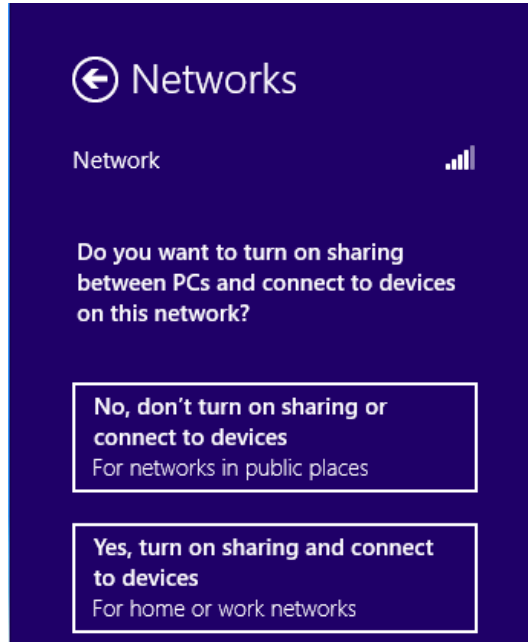 Networks
Network
Do you want to turn on sharing
between PCs and connect to devices
on this network?
No, don't turn on sharing or
connect to devices
For networks in public places
Yes, turn on sharing and connect
to devices
For home or work networks